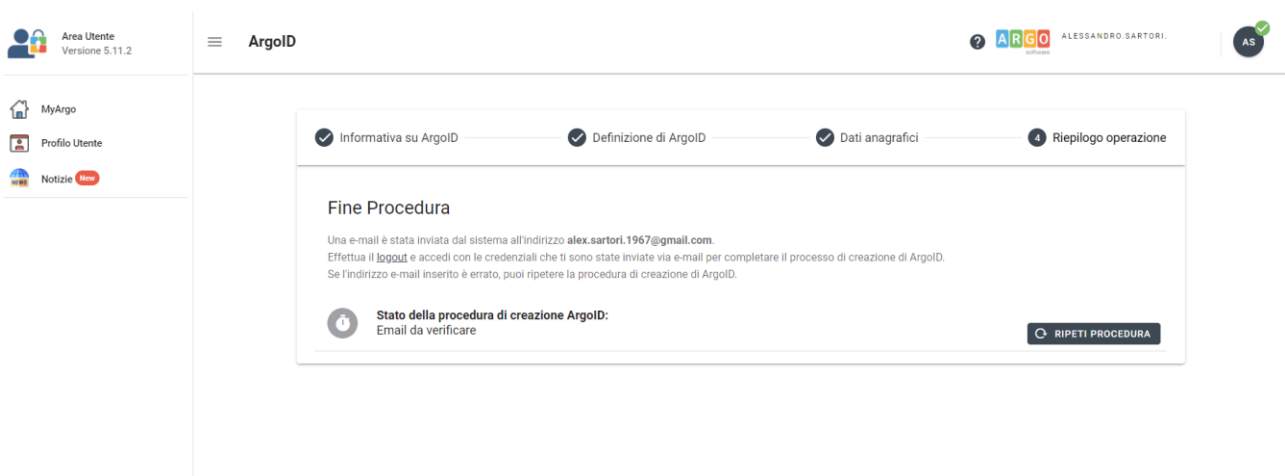 Area Utente
Versione 5.11.2
ArgoID
? ARGO
software
ALESSANDRO.SARTORI.
AS
MyArgo
Profilo Utente
NEWS Notizie New
Informativa su ArgoID
Definizione di ArgoID
Dati anagrafici
4 Riepilogo operazione
Fine Procedura
Una e-mail è stata inviata dal sistema all'indirizzo alex.sartori.1967@gmail.com.
Effettua il logout e accedi con le credenziali che ti sono state inviate via e-mail per completare il processo di creazione di ArgoID.
Se l'indirizzo e-mail inserito è errato, puoi ripetere la procedura di creazione di ArgoID.
Stato della procedura di creazione ArgoID:
Email da verificare
RIPETI PROCEDURA